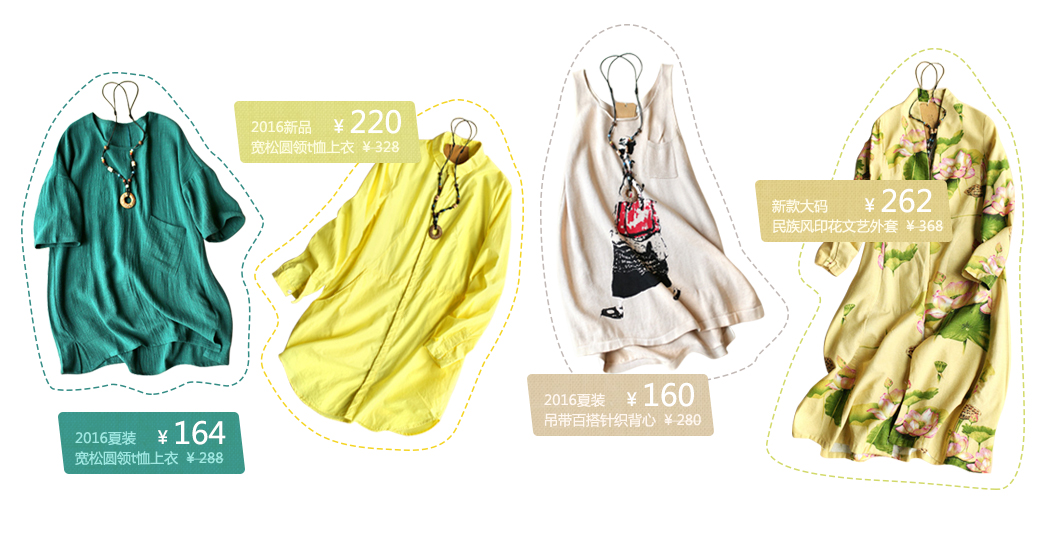 2016新品 ¥ 220
宽松圆领t恤上衣 ¥ 328
新款大码 ¥ 262
民族风印花文艺外套 ¥ 368
2016夏装 ¥ 160
吊带百搭针织背心 ¥ 280
2016夏装 ¥ 164
宽松圆领t恤上衣 ¥ 288